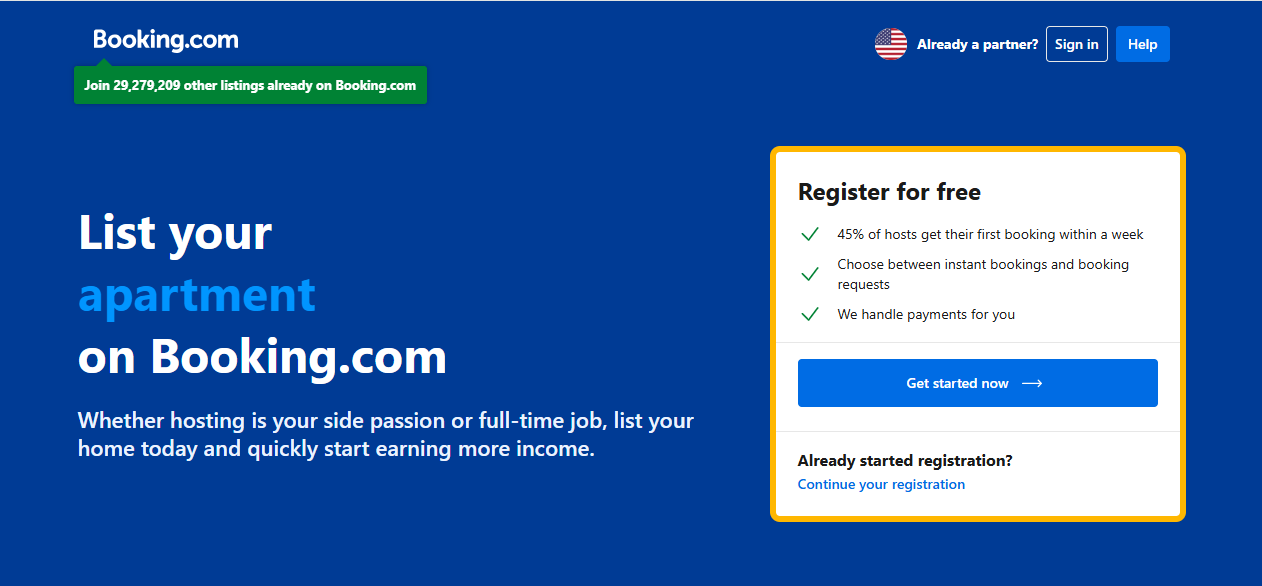 Booking.com
Already a partner?
Sign in
Help
Join 29,279,209 other listings already on Booking.com
List your
apartment
on Booking.com
Whether hosting is your side passion or full-time job, list your
home today and quickly start earning more income.
Register for free
45% of hosts get their first booking within a week
Choose between instant bookings and booking
requests
We handle payments for you
Get started now
Already started registration?
Continue your registration